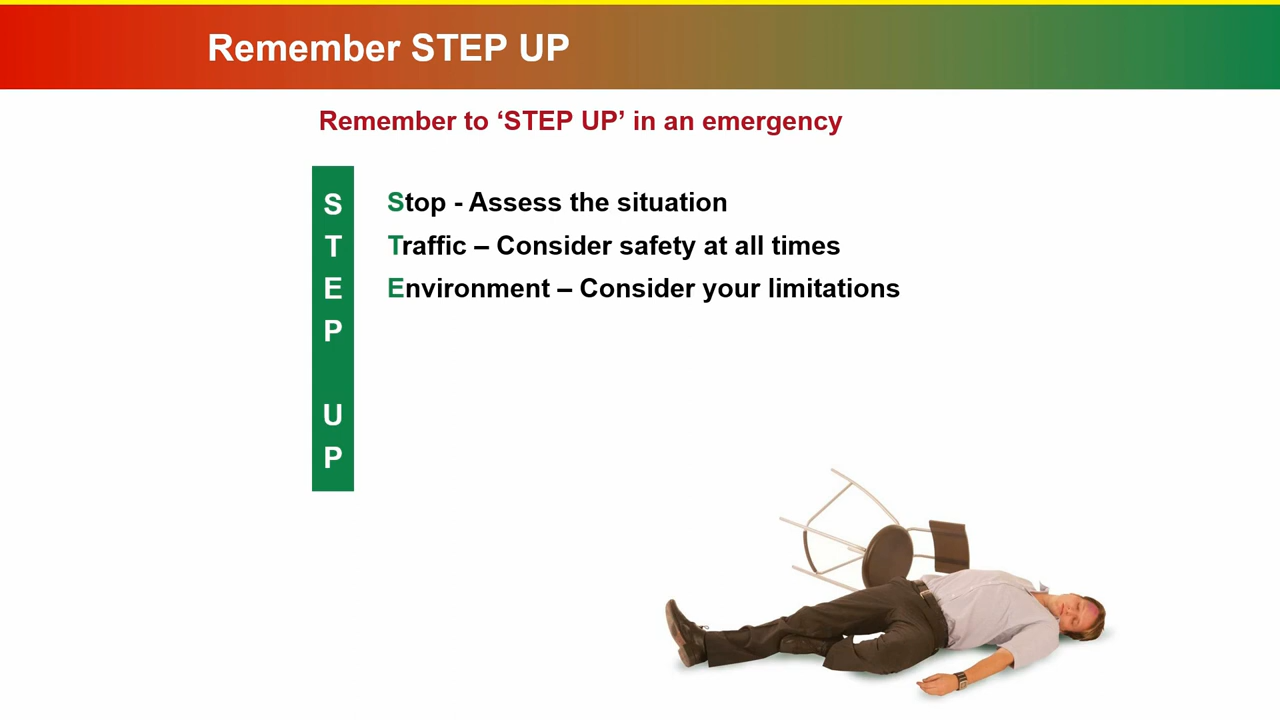 Remember STEP UP
Remember to ‘STEP UP’ in an emergency
S
T
E
P
U
P
Stop - Assess the situation
Traffic – Consider safety at all times
Environment – Consider your limitations